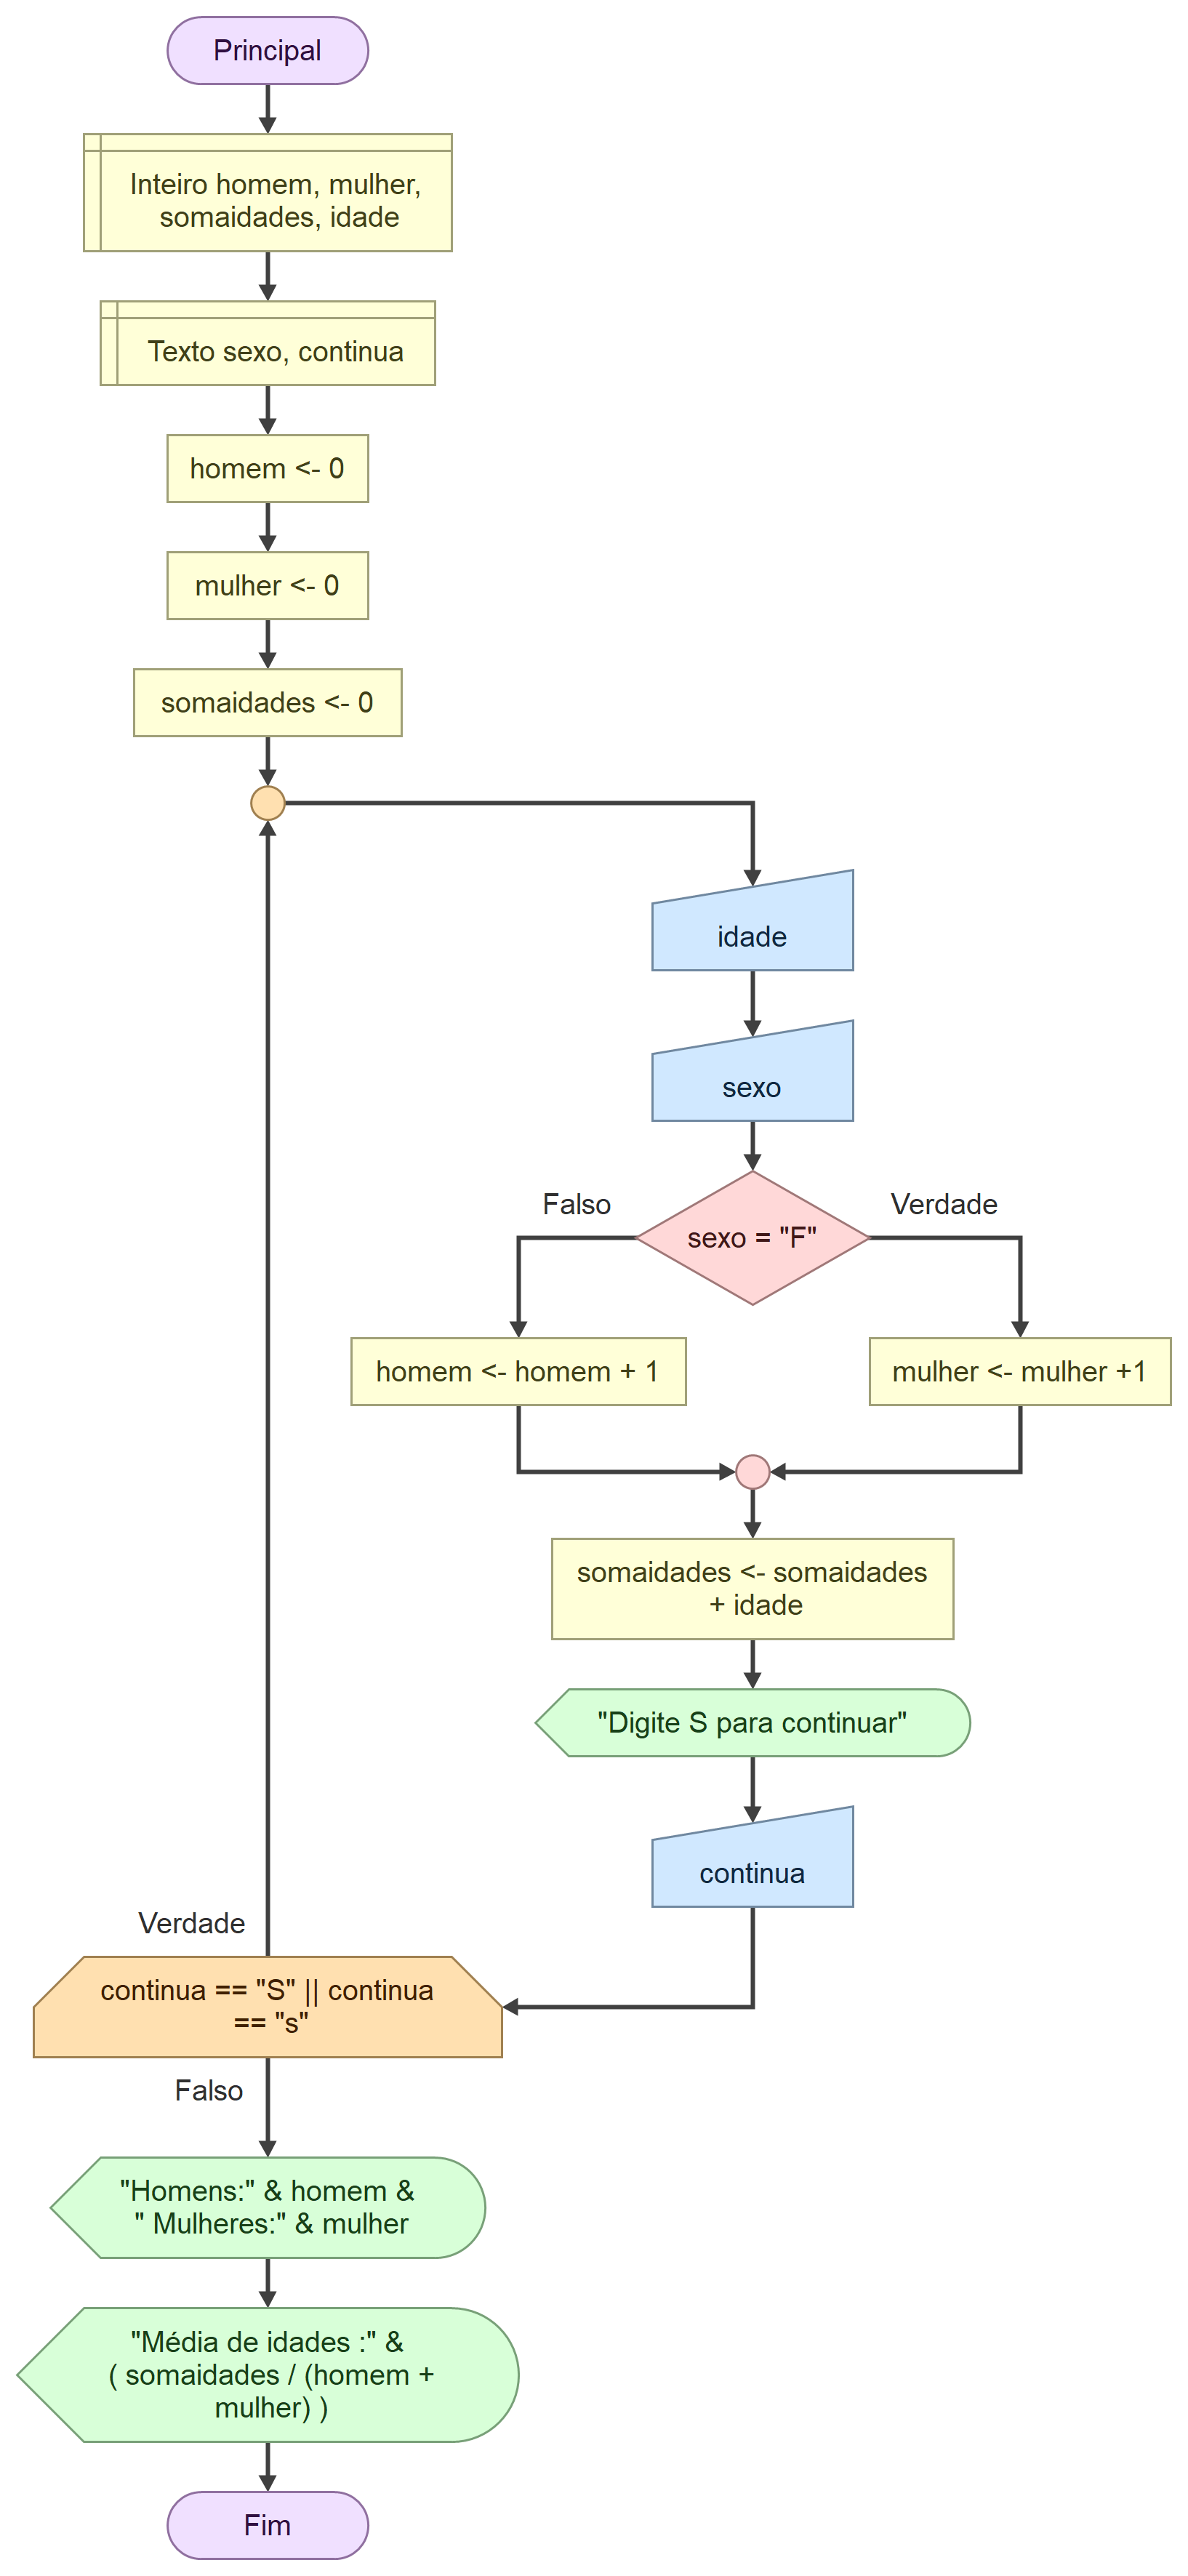 Principal
Inteiro homem, mulher,
somaidades, idade
Texto sexo, continua
homem <- 0
mulher <- 0
somaidades <- 0
idade
sexo
Falso
Verdade
sexo = "F"
homem <- homem + 1
mulher <- mulher +1
somaidades <- somaidades
+ idade
"Digite S para continuar"
continua
Verdade
continua == "S" || continua
== "s"
Falso
"Homens:" & homem &
" Mulheres:" & mulher
"Média de idades :" &
( somaidades / (homem +
mulher) )
Fim